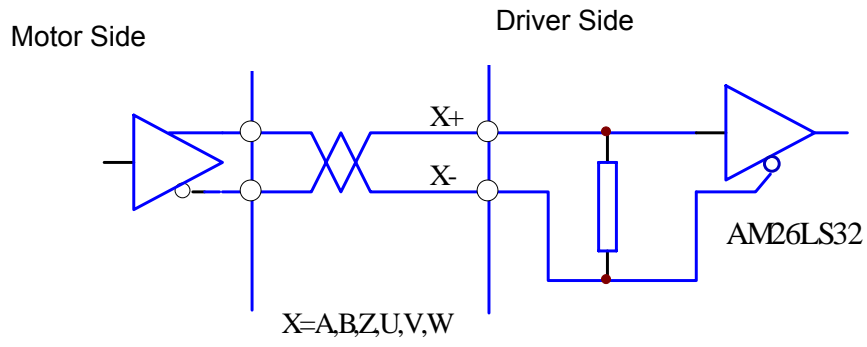 Motor Side
Driver Side
X+
X-
AM26LS32
X=A,B,Z,U,V,W